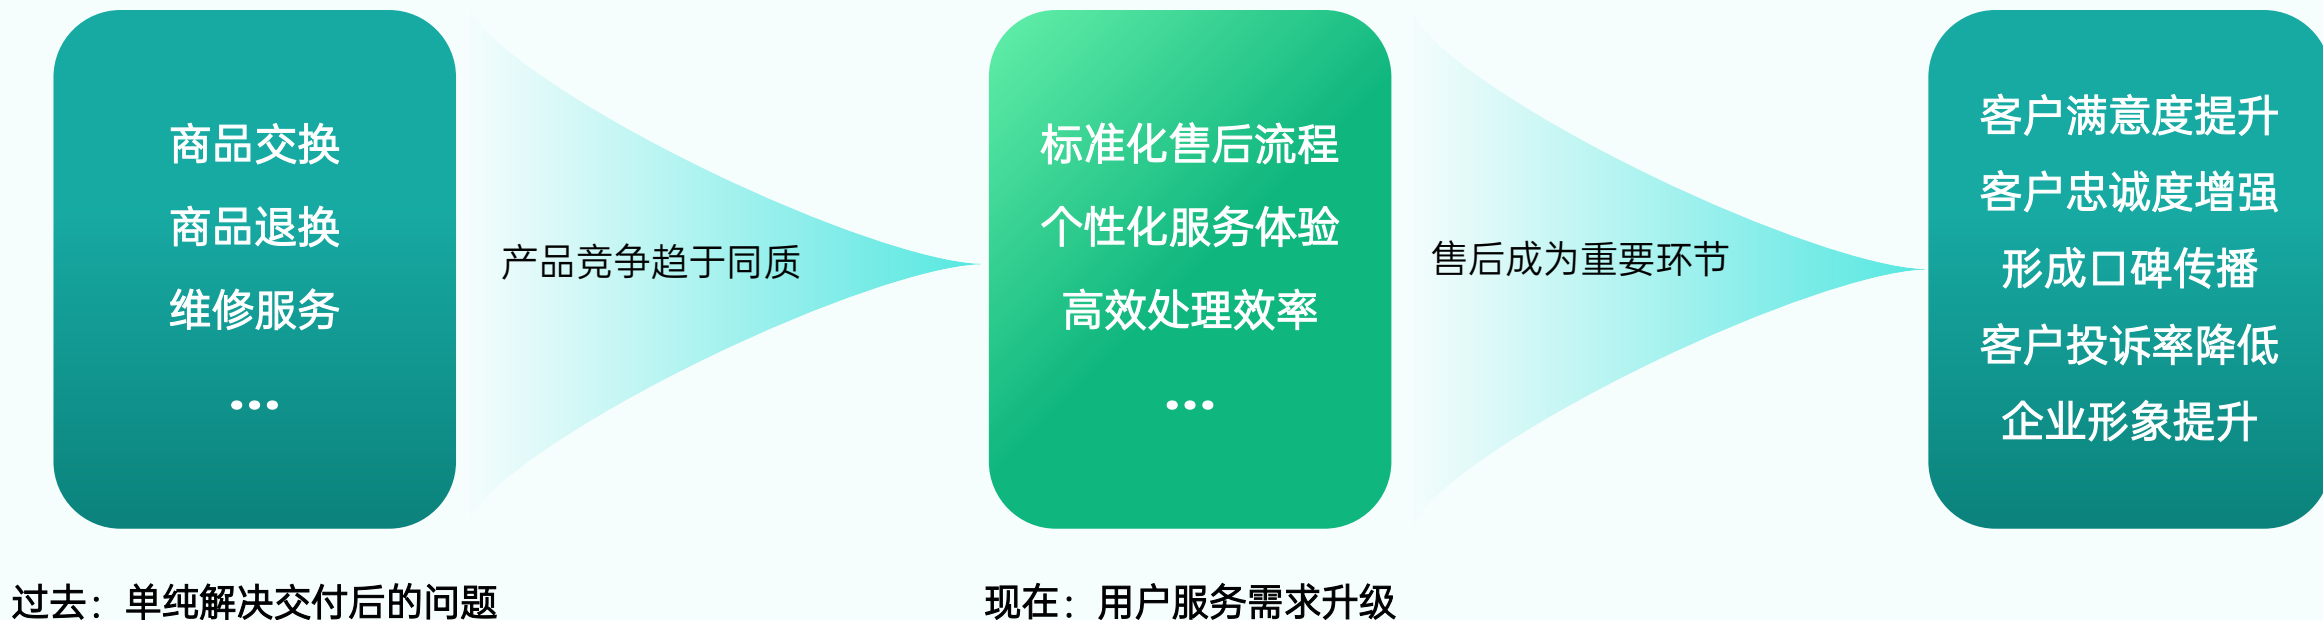 商品交换
商品退换
维修服务
...
产品竞争趋于同质
标准化售后流程
个性化服务体验
高效处理效率
...
售后成为重要环节
客户满意度提升
客户忠诚度增强
形成口碑传播
客户投诉率降低
企业形象提升
过去：单纯解决交付后的问题
现在：用户服务需求升级